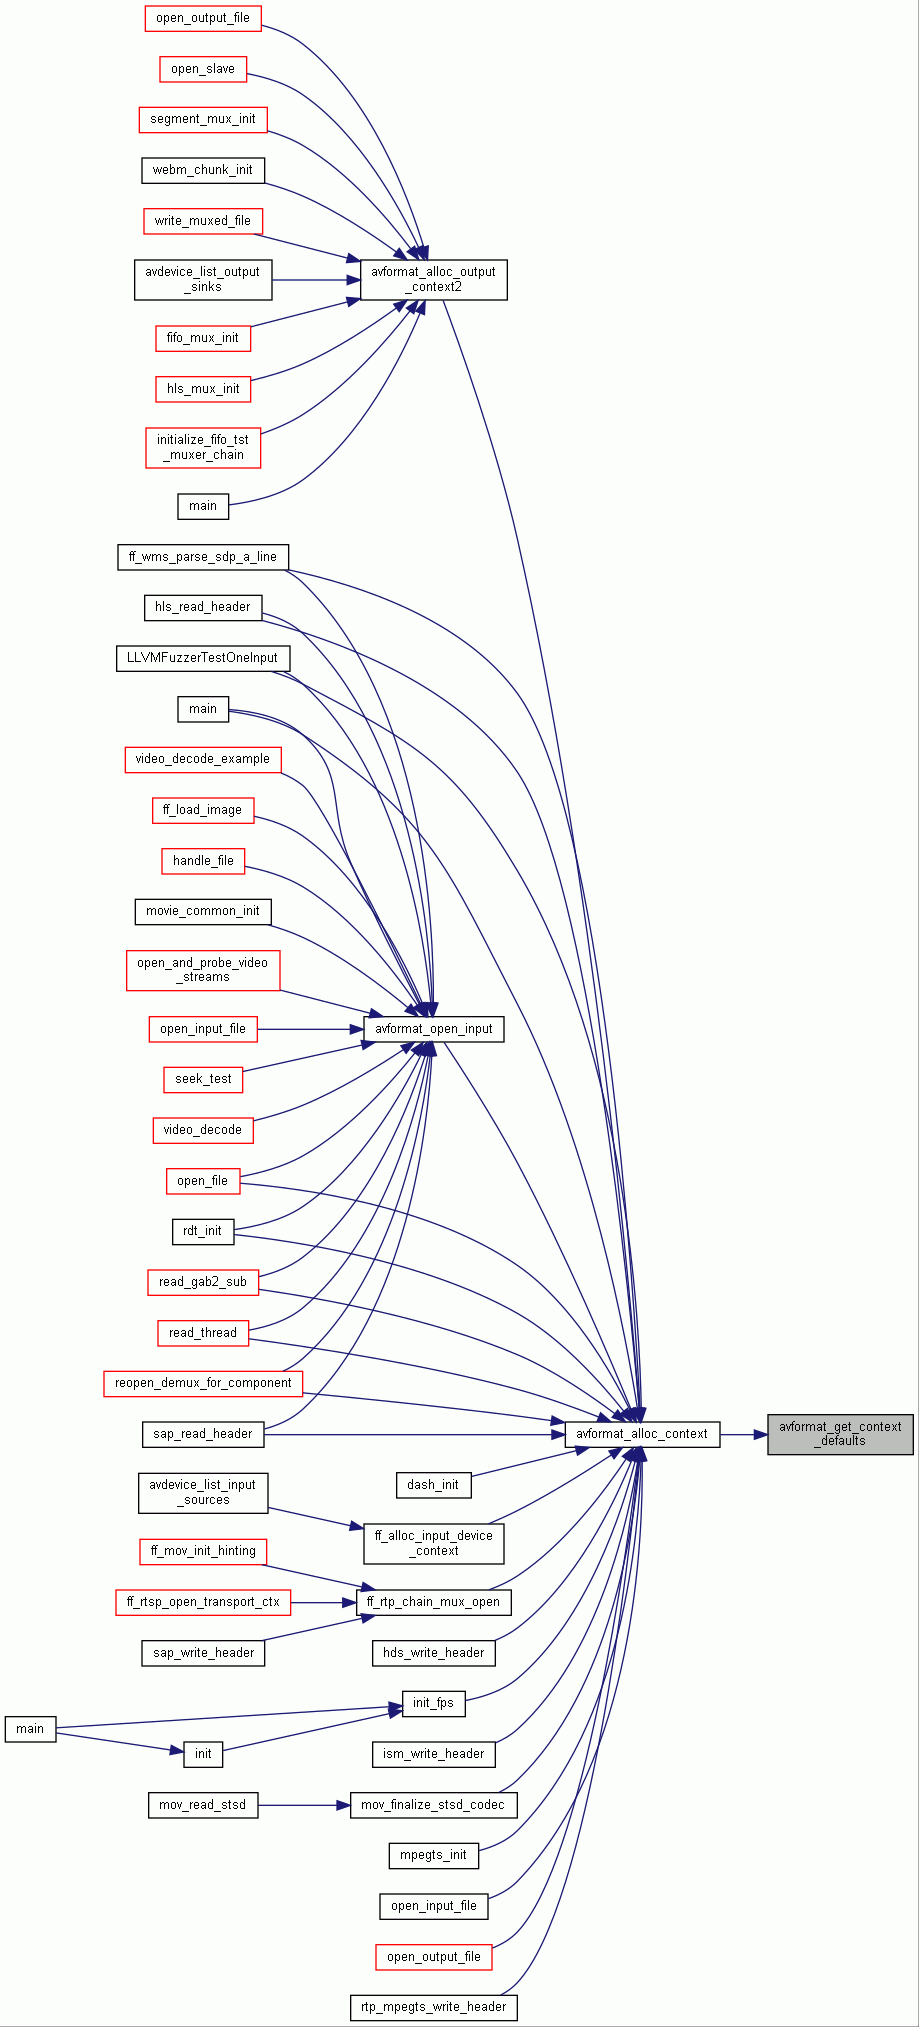 open_output_file
open_slave
segment_mux_init
webm_chunk_init
write_muxed_file
avdevice_list_output
_sinks
avformat_alloc_output
_context2
fifo_mux_init
hls_mux_init
initialize_fifo_tst
_muxer_chain
main
ff_wms_parse_sdp_a_line
hls_read_header
LLVMFuzzerTestOneInput
main
video_decode_example
ff_load_image
handle_file
movie_common_init
open_and_probe_video
_streams
open_input_file
avformat_open_input
seek_test
video_decode
open_file
rdt_init
read_gab2_sub
read_thread
reopen_demux_for_component
sap_read_header
avformat_alloc_context
avformat_get_context
_defaults
dash_init
avdevice_list_input
_sources
ff_alloc_input_device
_context
ff_mov_init_hinting
ff_rtsp_open_transport_ctx
ff_rtp_chain_mux_open
sap_write_header
hds_write_header
init_fps
main
init
ism_write_header
mov_read_stsd
mov_finalize_stsd_codec
mpegts_init
open_input_file
open_output_file
rtp_mpegts_write_header